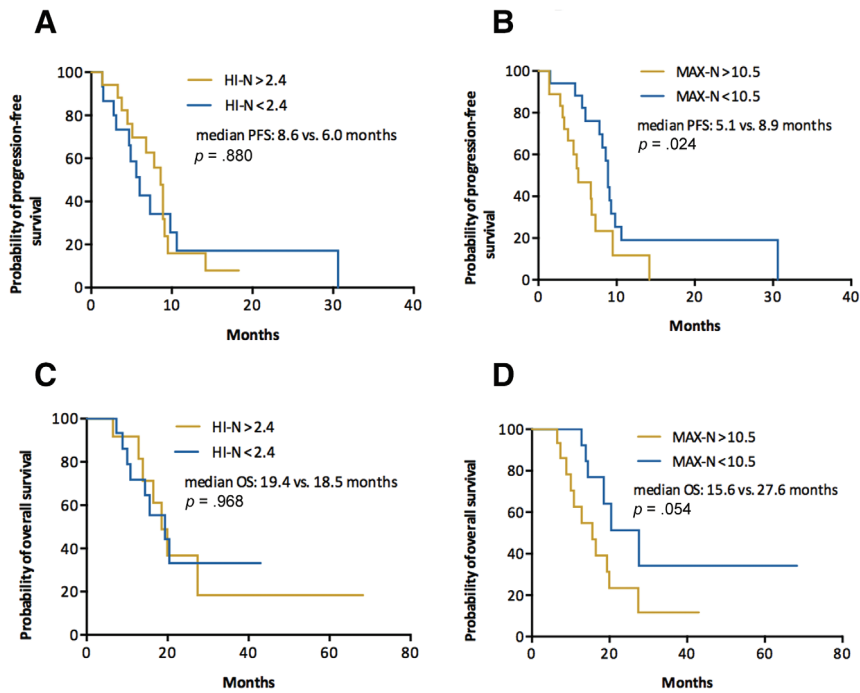 A
HI-N > 2.4
HI-N < 2.4
median PFS: 8.6 vs. 6.0 months
p = .880
Probability of progression-free
survival
100
80
60
40
20
0
0 10 20 30 40
Months
B
MAX-N > 10.5
MAX-N < 10.5
median PFS: 5.1 vs. 8.9 months
p = .024
Probability of progression-free
survival
100
80
60
40
20
0
0 10 20 30 40
Months
C
HI-N > 2.4
HI-N < 2.4
median OS: 19.4 vs. 18.5 months
p = .968
Probability of overall survival
100
80
60
40
20
0
0 20 40 60 80
Months
D
MAX-N > 10.5
MAX-N < 10.5
median OS: 15.6 vs. 27.6 months
p = .054
Probability of overall survival
100
80
60
40
20
0
0 20 40 60 80
Months